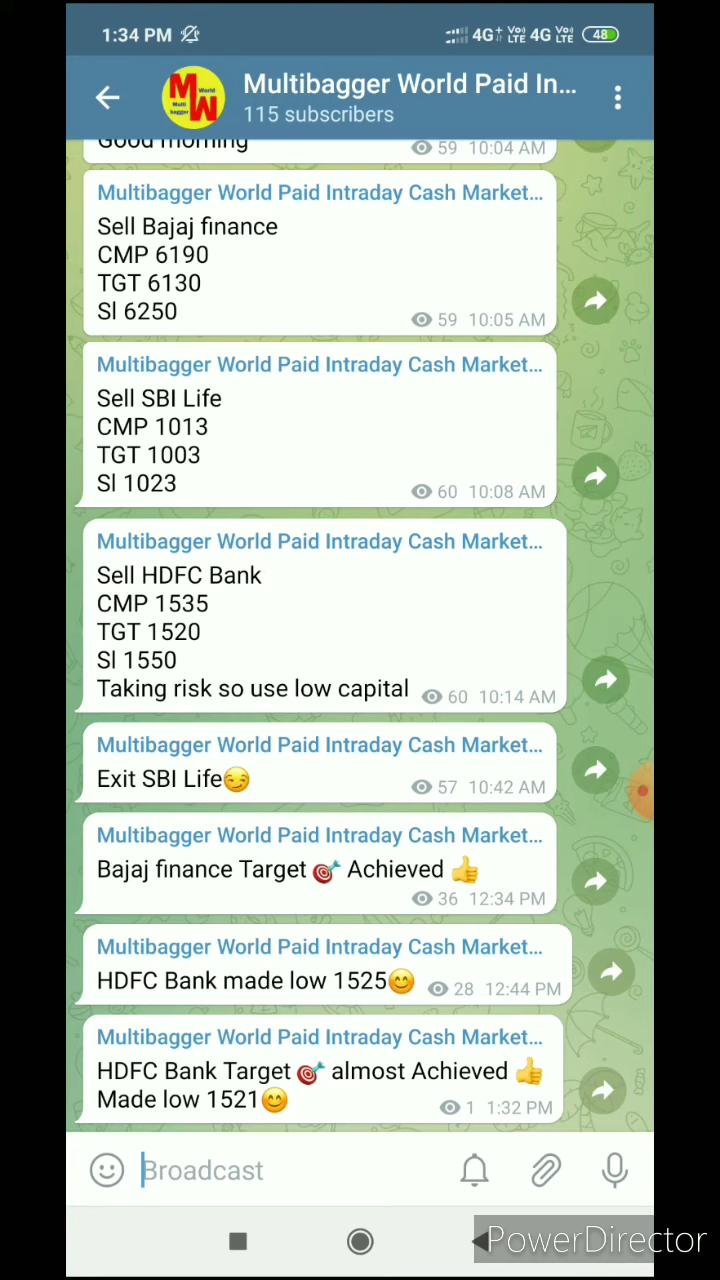 1:34 PM
4G+ Vo) LTE 4G Vo) LTE 48
M World
Multi bagger W
Multibagger World Paid In...
115 subscribers
Good morning
59 10:04 AM
Multibagger World Paid Intraday Cash Market...
Sell Bajaj finance
CMP 6190
TGT 6130
Sl 6250
59 10:05 AM
Multibagger World Paid Intraday Cash Market...
Sell SBI Life
CMP 1013
TGT 1003
Sl 1023
60 10:08 AM
Multibagger World Paid Intraday Cash Market...
Sell HDFC Bank
CMP 1535
TGT 1520
Sl 1550
Taking risk so use low capital 60 10:14 AM
Multibagger World Paid Intraday Cash Market...
Exit SBI Life😏
57 10:42 AM
Multibagger World Paid Intraday Cash Market...
Bajaj finance Target 🎯 Achieved 👍
36 12:34 PM
Multibagger World Paid Intraday Cash Market...
HDFC Bank made low 1525😊 28 12:44 PM
Multibagger World Paid Intraday Cash Market...
HDFC Bank Target 🎯 almost Achieved 👍
Made low 1521😊
1 1:32 PM
Broadcast
PowerDirector